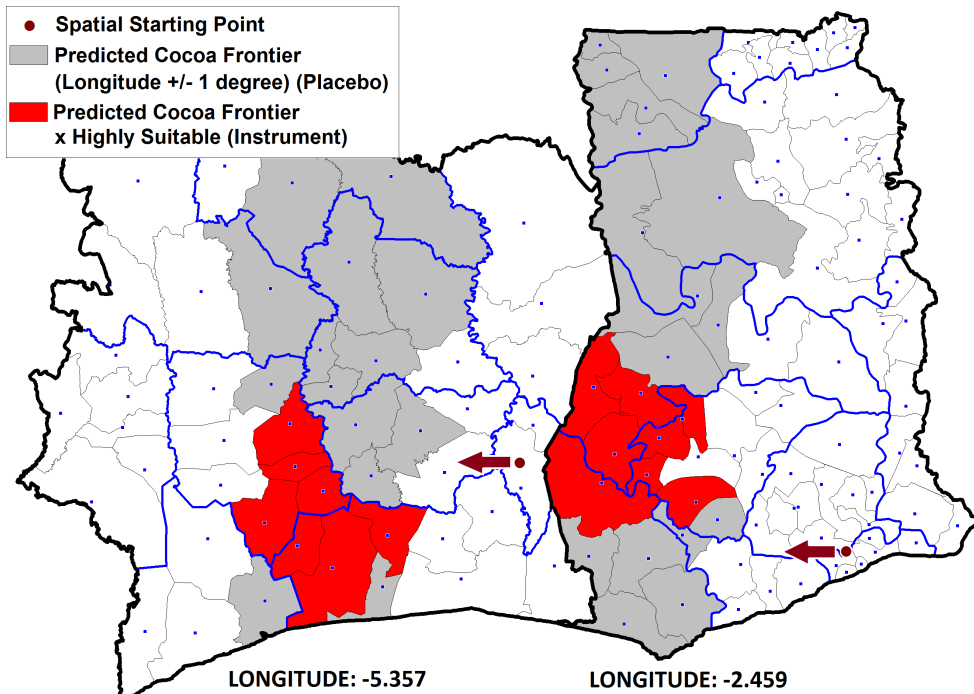 Spatial Starting Point
Predicted Cocoa Frontier
(Longitude +/- 1 degree) (Placebo)
Predicted Cocoa Frontier
x Highly Suitable (Instrument)
LONGITUDE: -5.357
LONGITUDE: -2.459